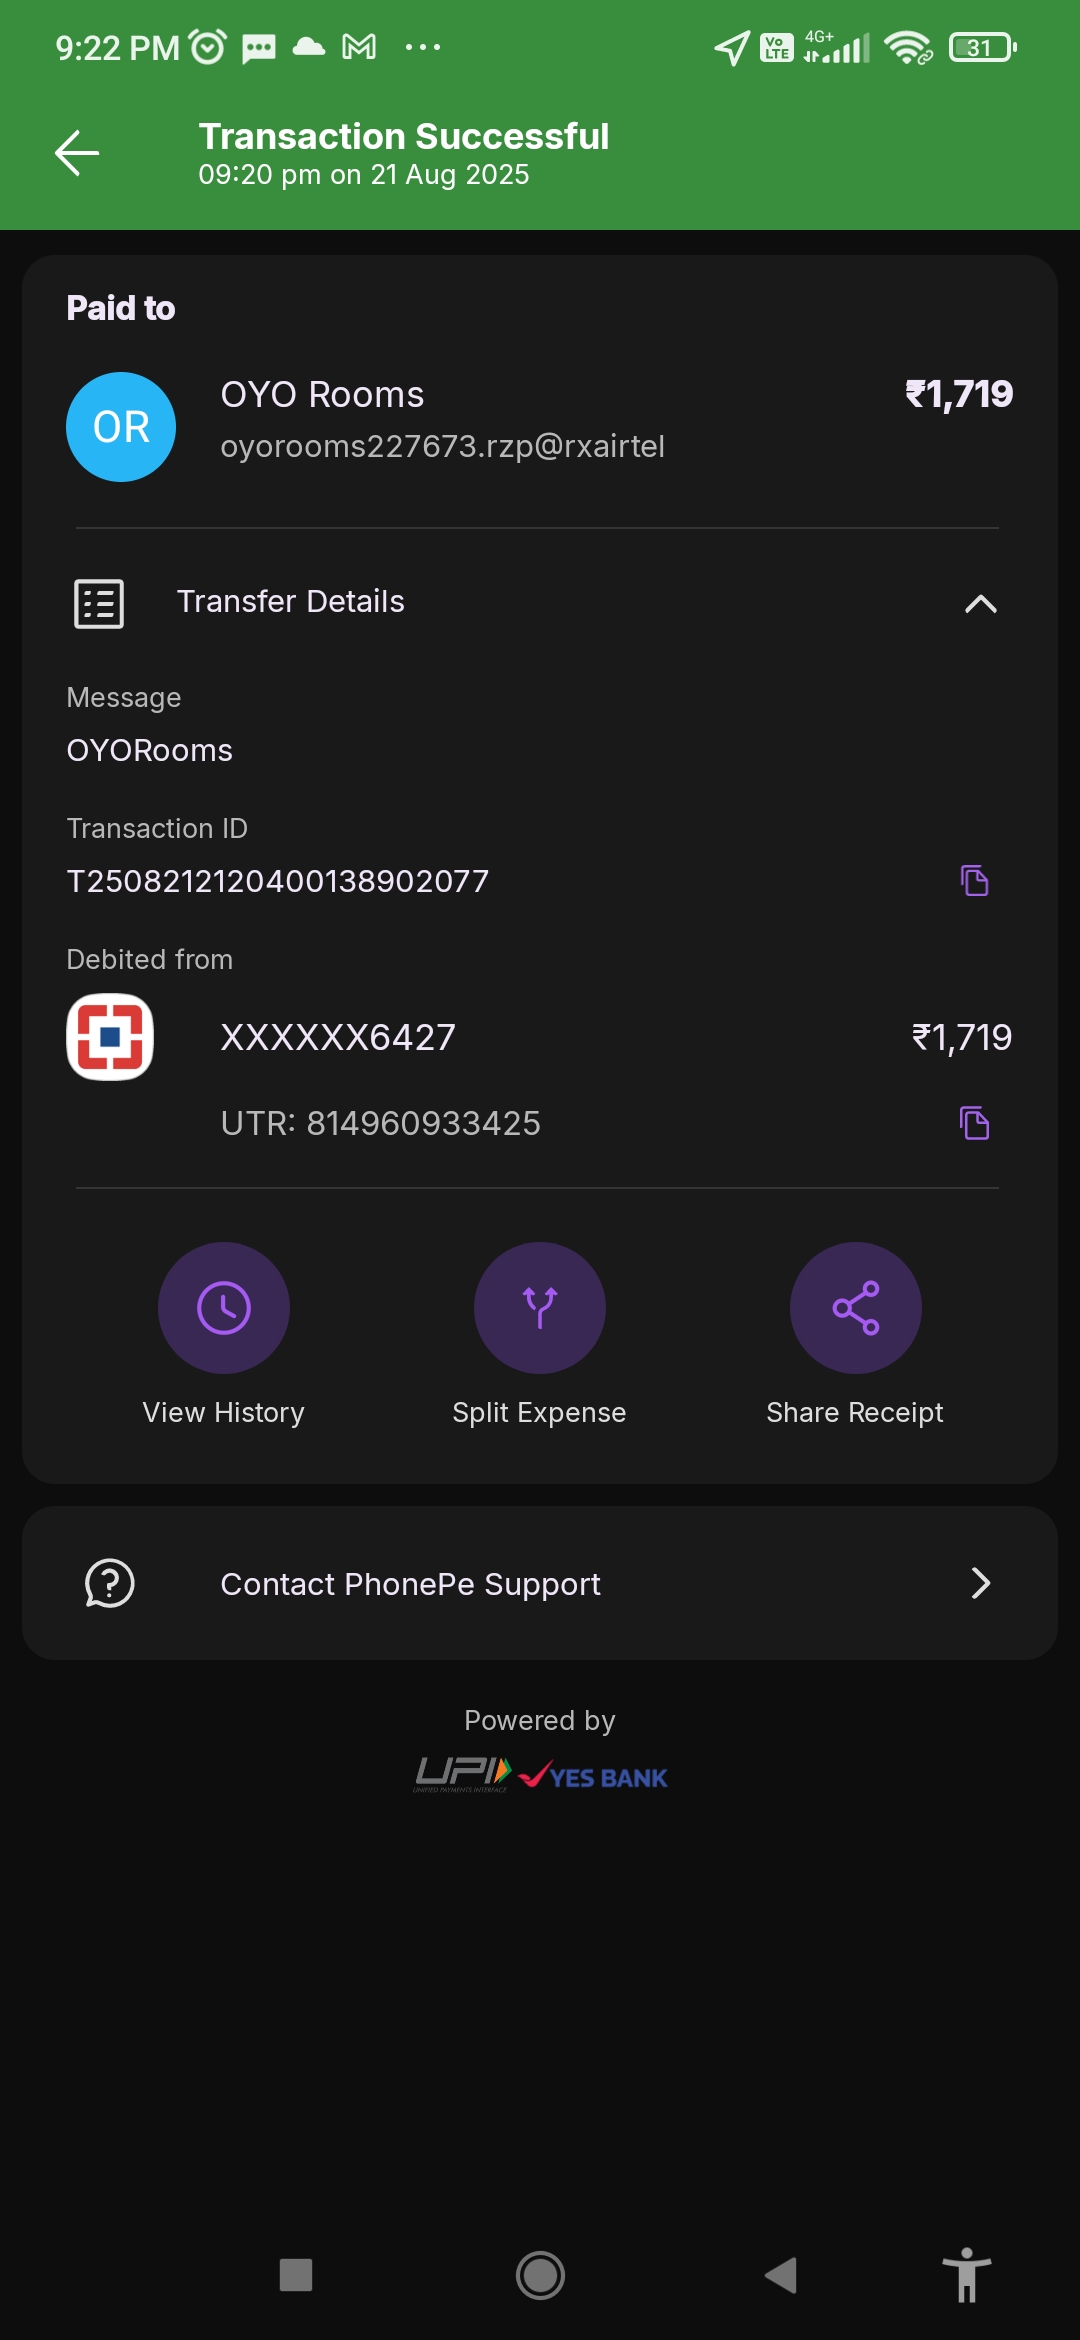 9:22 PM
Vo LTE 4G+ 31
Transaction Successful
09:20 pm on 21 Aug 2025
Paid to
OR
OYO Rooms
₹1,719
oyorooms227673.rzp@rxairtel
Transfer Details
Message
OYORooms
Transaction ID
T2508212120400138902077
Debited from
XXXXXX6427
₹1,719
UTR: 814960933425
View History
Split Expense
Share Receipt
Contact PhonePe Support
Powered by
UPI YES BANK
UNIFIED PAYMENTS INTERFACE